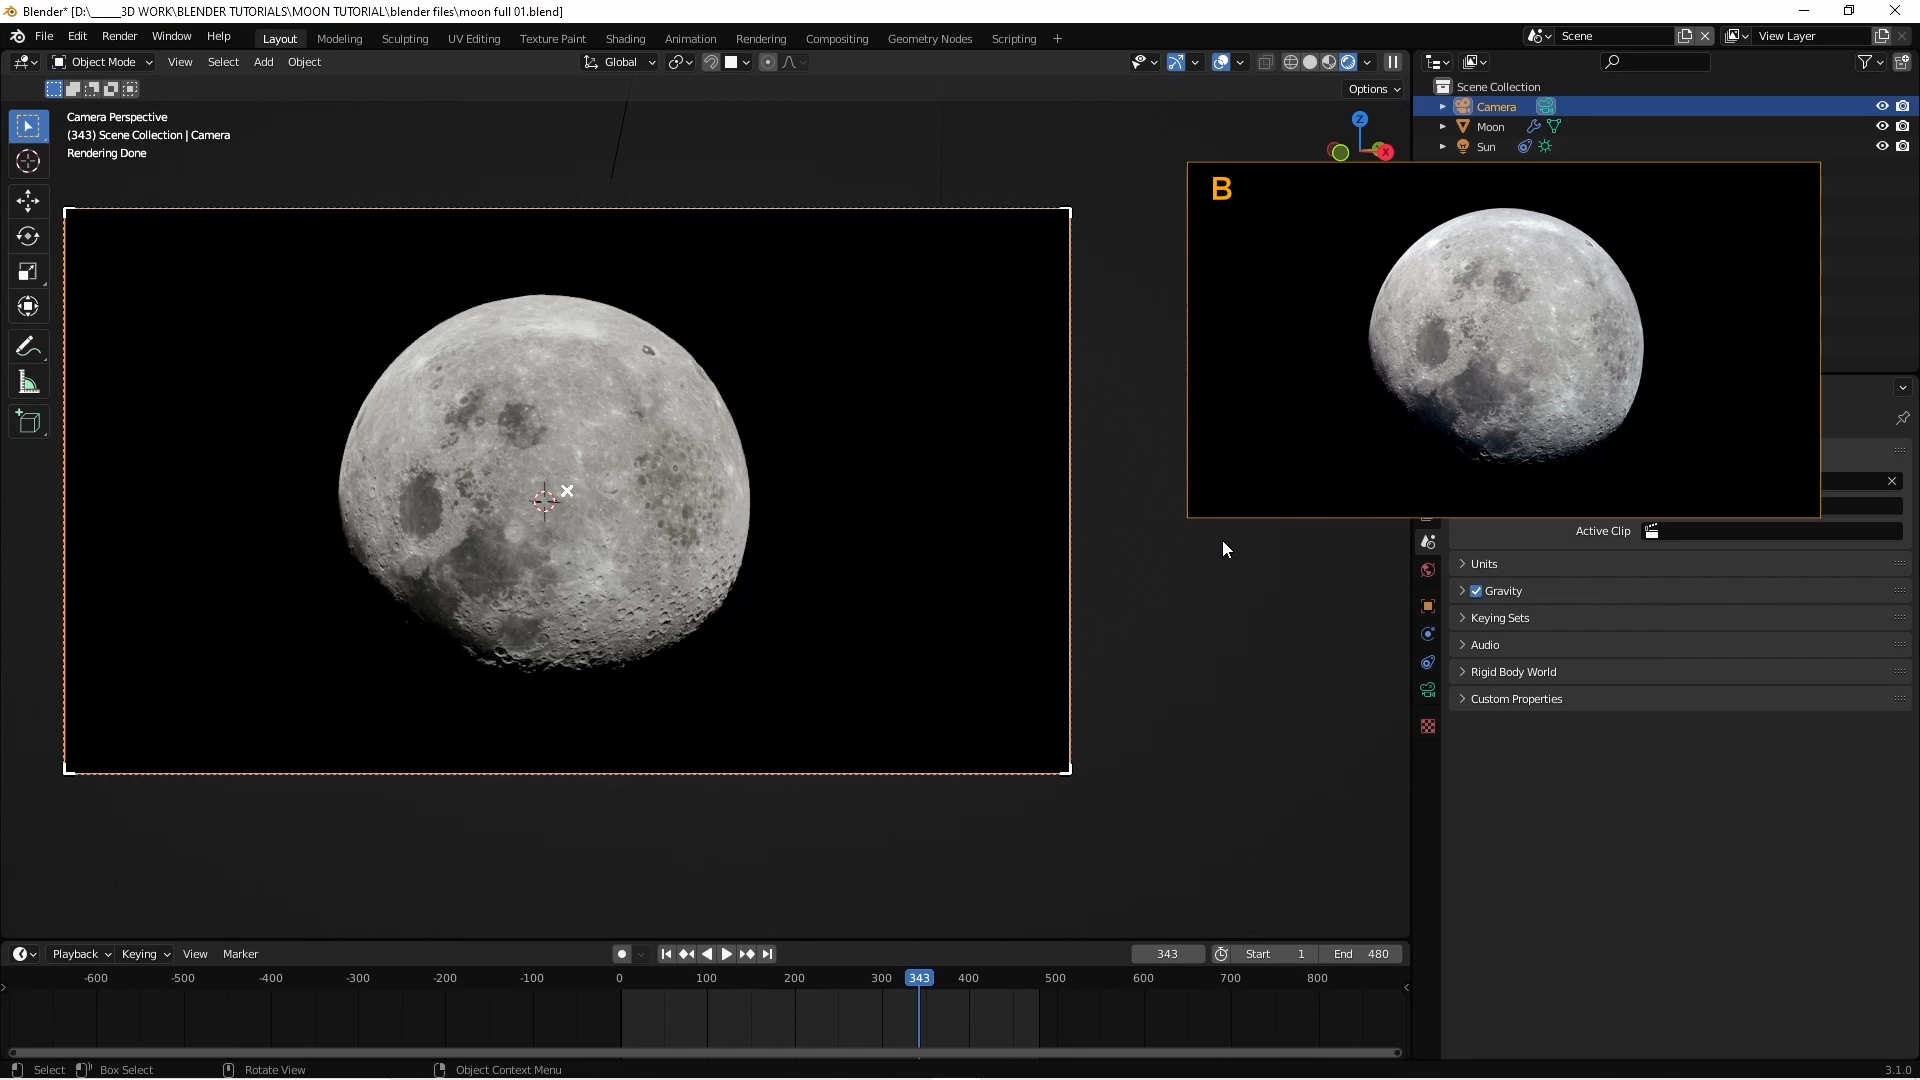 Blender* [D:\_____3D WORK\BLENDER TUTORIALS\MOON TUTORIAL\blender files\moon full 01.blend]
File Edit Render Window Help Layout Modeling Sculpting UV Editing Texture Paint Shading Animation Rendering Compositing Geometry Nodes Scripting + Scene View Layer
Object Mode View Select Add Object Global
Options
Scene Collection
Camera
Moon
Sun
Camera Perspective
(343) Scene Collection | Camera
Rendering Done
Z
X
B
Active Clip
Units
Gravity
Keying Sets
Audio
Rigid Body World
Custom Properties
Playback Keying View Marker 343 Start 1 End 480
-600 -500 -400 -300 -200 -100 0 100 200 300 343 400 500 600 700 800
Select Box Select Rotate View Object Context Menu 3.1.0